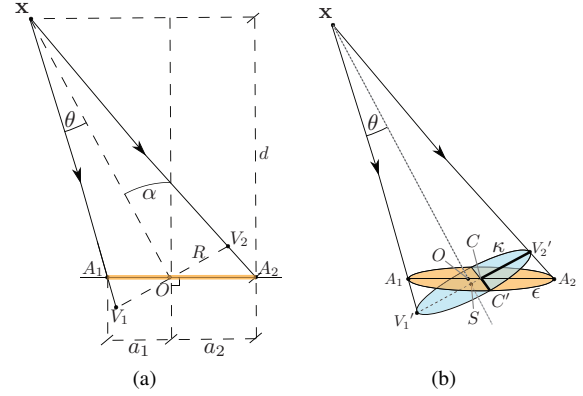 x
θ
α
d
R
V₂
A₁
O
A₂
V₁
a₁
a₂
(a)
x
θ
C
κ
V₂′
O
A₁
A₂
ϵ
C′
V₁′
S
(b)